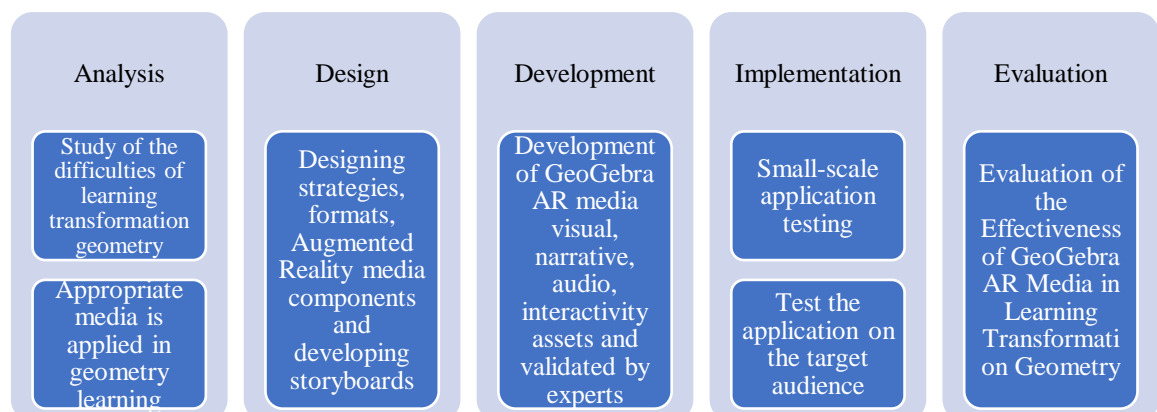 Analysis
Study of the
difficulties of
learning
transformation
geometry
Appropriate
media is
applied in
geometry
learning
Design
Designing
strategies,
formats,
Augmented
Reality media
components
and
developing
storyboards
Development
Development
of GeoGebra
AR media
visual,
narrative,
audio,
interactivity
assets and
validated by
experts
Implementation
Small-scale
application
testing
Test the
application on
the target
audience
Evaluation
Evaluation of
the
Effectiveness
of GeoGebra
AR Media in
Learning
Transformati
on Geometry